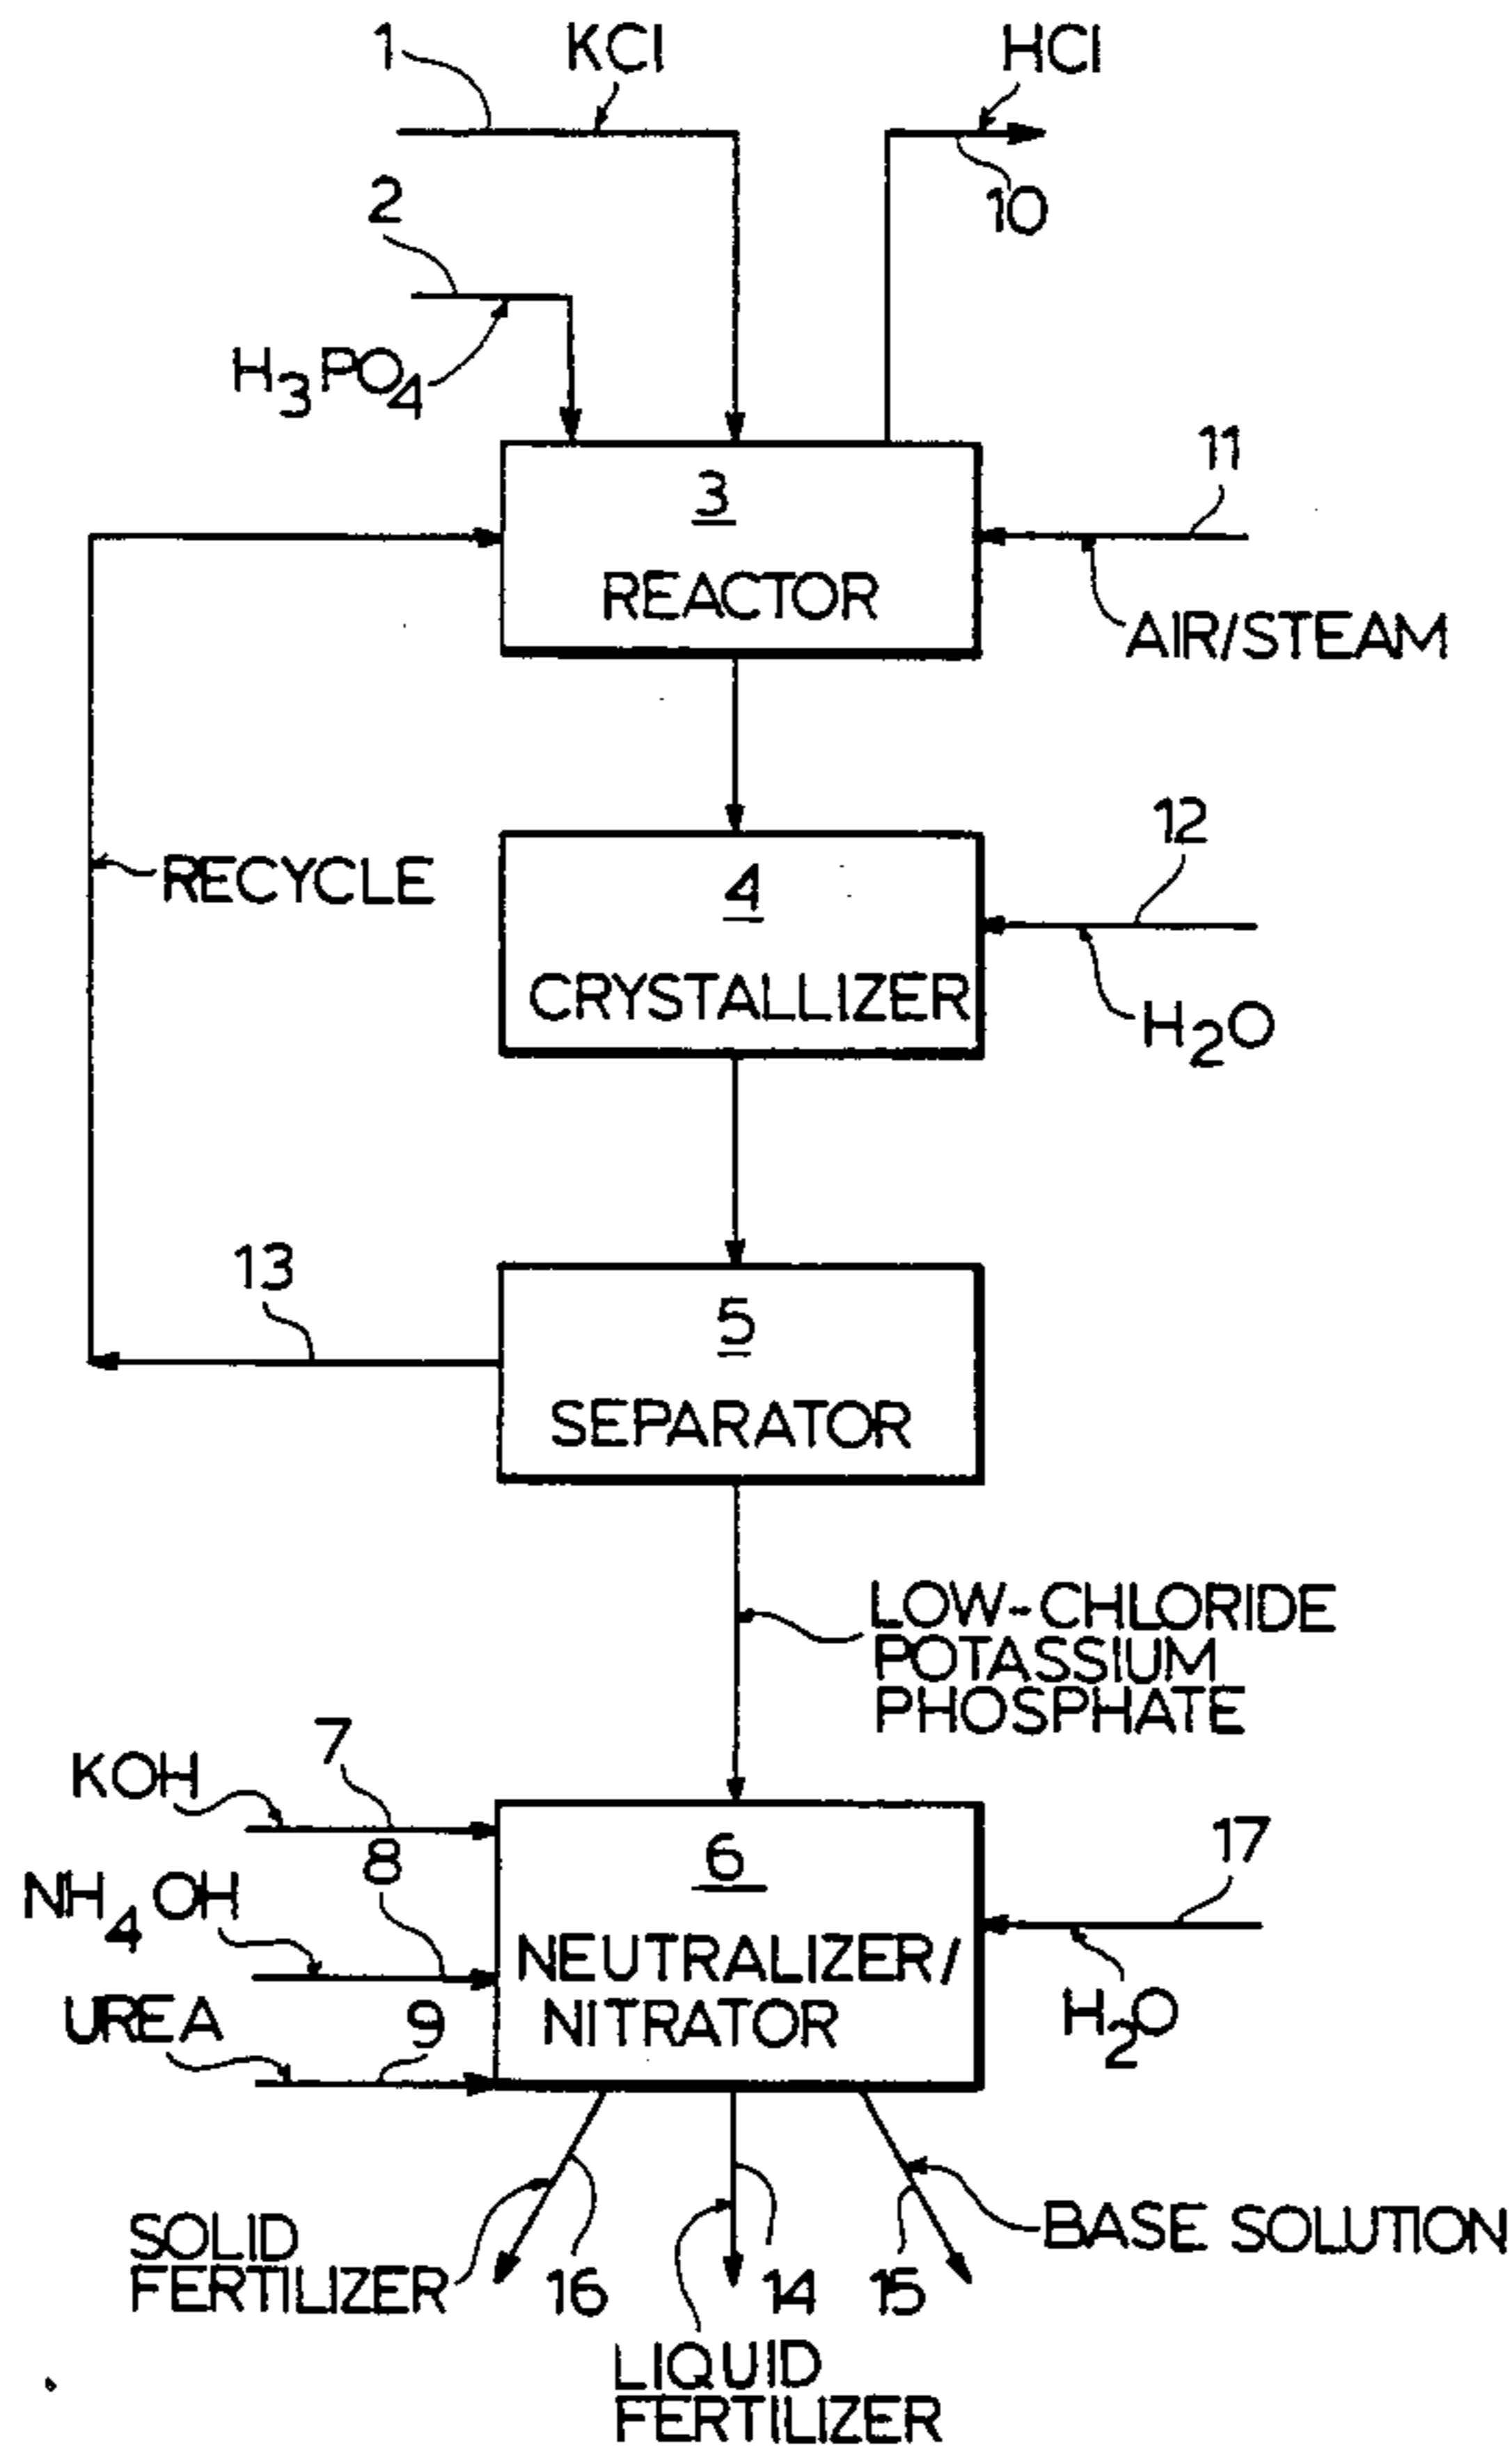 1
KCl
HCl
10
2
H3PO4
11
3
REACTOR
AIR/STEAM
12
RECYCLE
4
CRYSTALLIZER
H2O
13
5
SEPARATOR
LOW-CHLORIDE
POTASSIUM
PHOSPHATE
7
KOH
8
NH4OH
6
17
NEUTRALIZER/
NITRATOR
UREA
9
H2O
SOLID
FERTILIZER
16
14
15
BASE SOLUTION
LIQUID
FERTILIZER